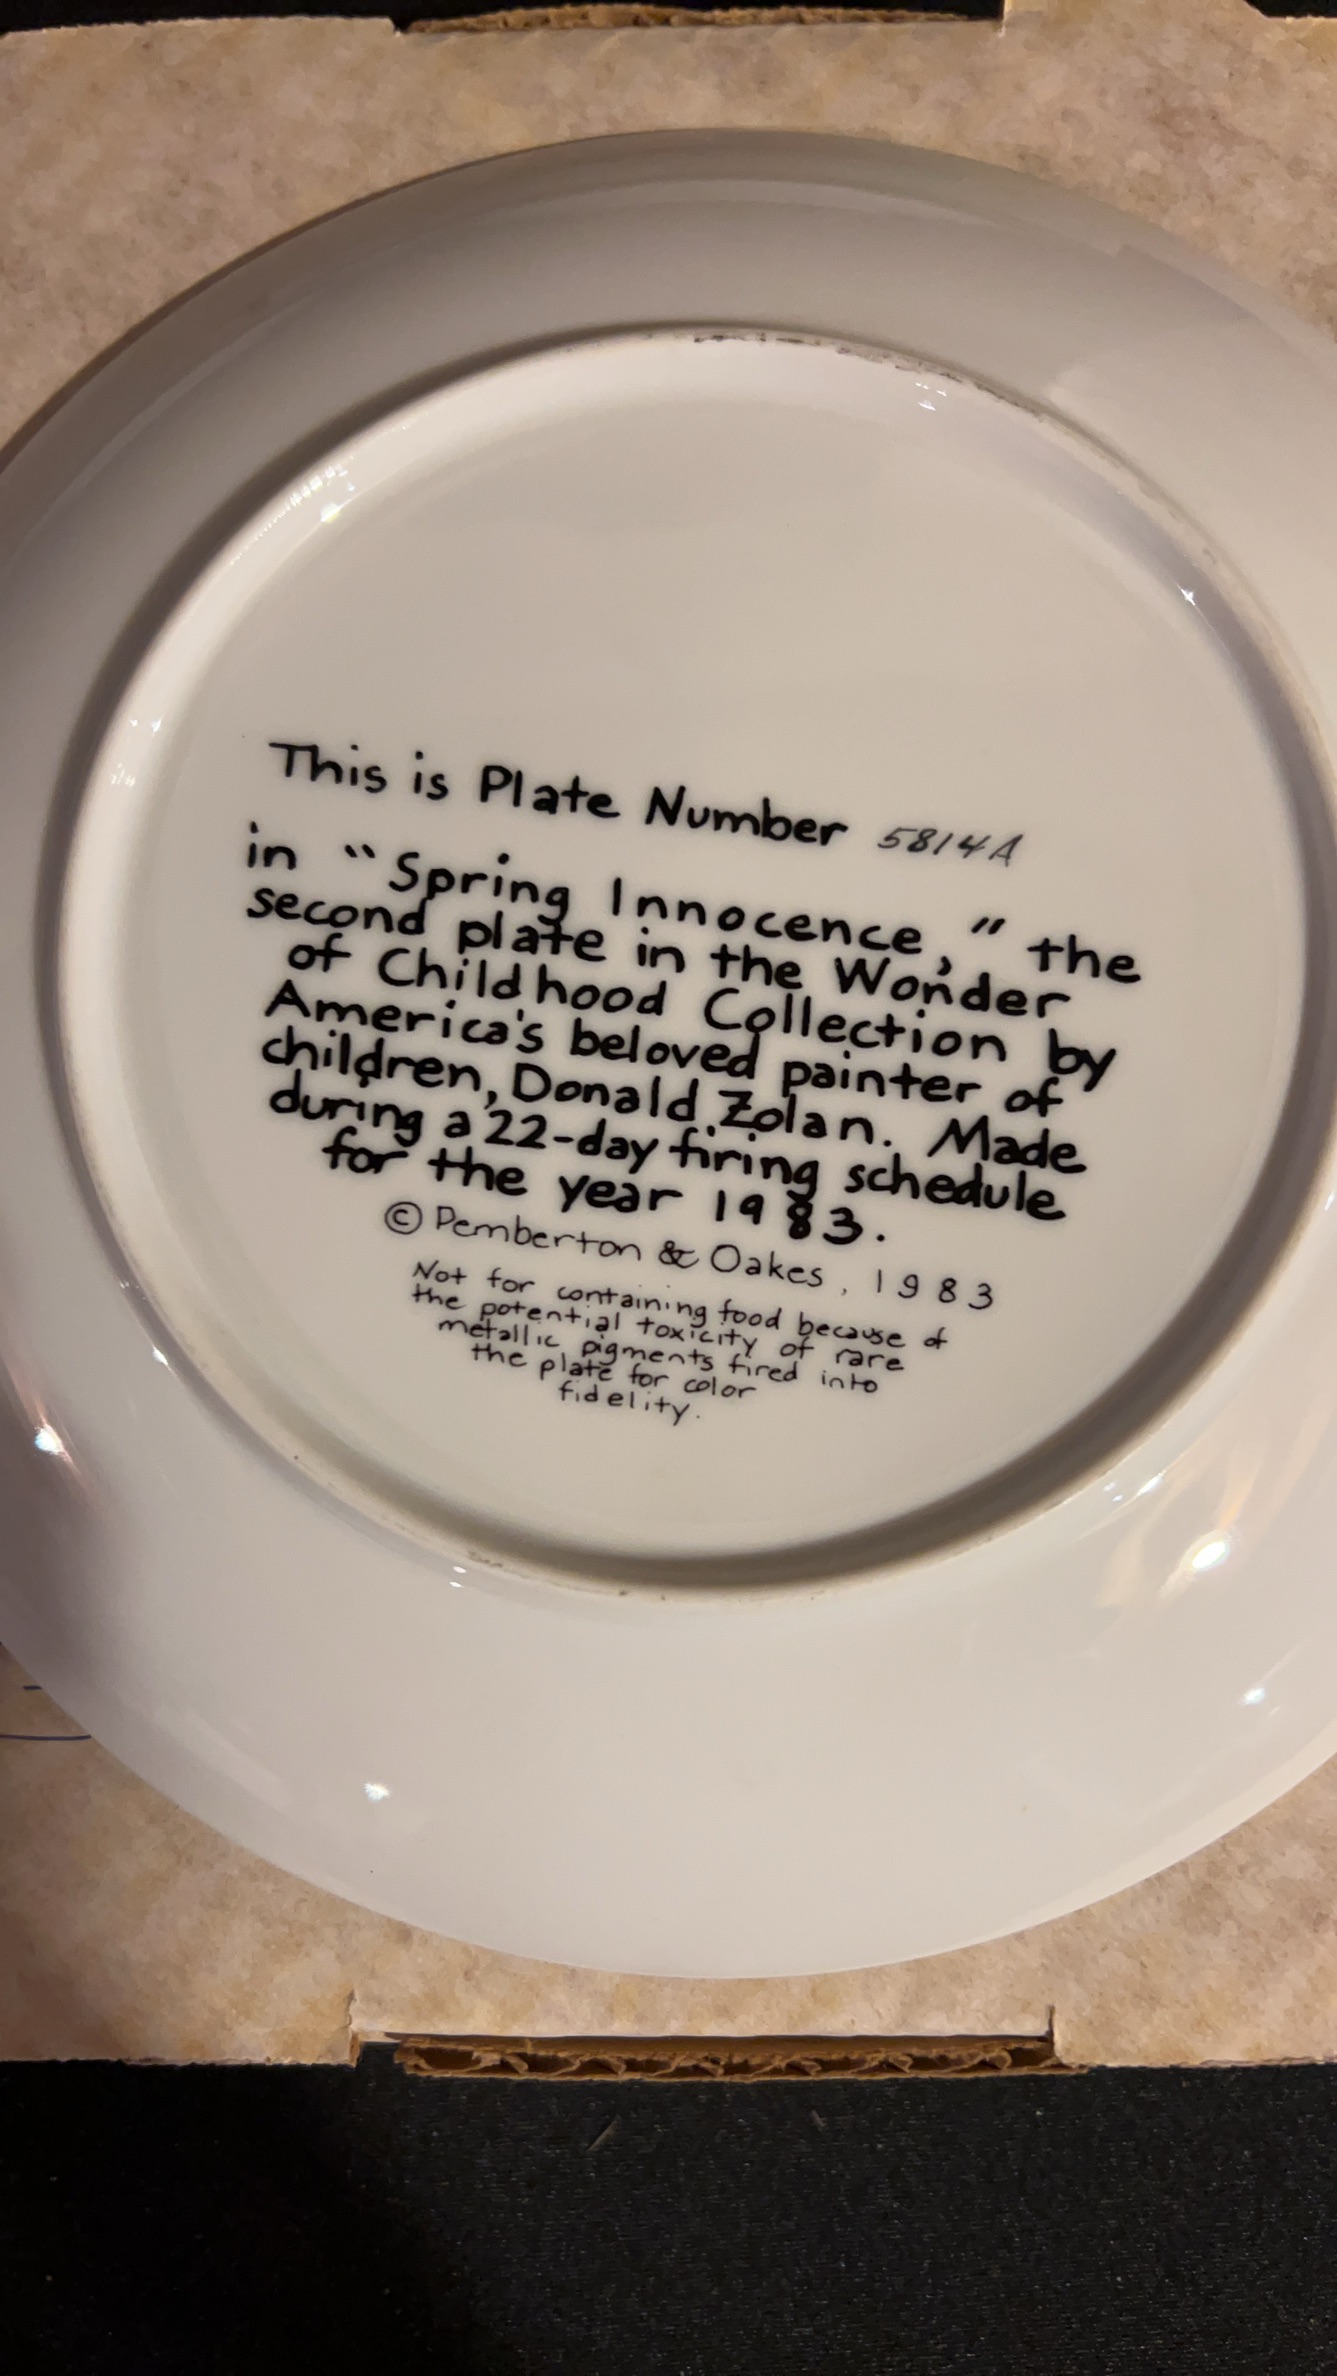 This is Plate Number 5814A
in "Spring Innocence," the
second plate in the Wonder
of Childhood Collection by
America's beloved painter of
children, Donald Zolan. Made
during a 22-day firing schedule
for the year 1983.
© Pemberton & Oakes, 1983
Not for containing food because of
the potential toxicity of rare
metallic pigments fired into
the plate for color
fidelity.